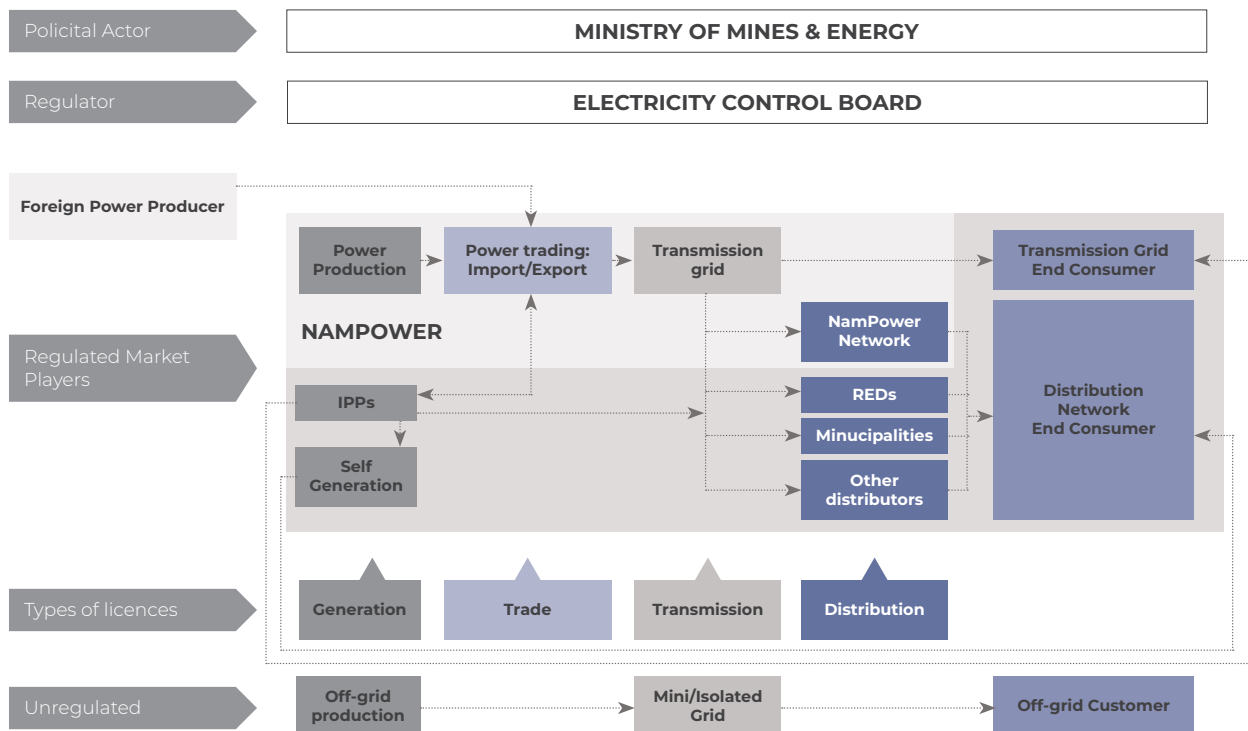 Policital Actor
MINISTRY OF MINES & ENERGY
Regulator
ELECTRICITY CONTROL BOARD
Foreign Power Producer
Power
Production
Power trading:
Import/Export
Transmission
grid
Transmission Grid
End Consumer
NAMPOWER
NamPower
Network
Regulated Market
Players
IPPs
REDs
Minucipalities
Distribution
Network
End Consumer
Self
Generation
Other
distributors
Types of licences
Generation
Trade
Transmission
Distribution
Unregulated
Off-grid
production
Mini/Isolated
Grid
Off-grid Customer